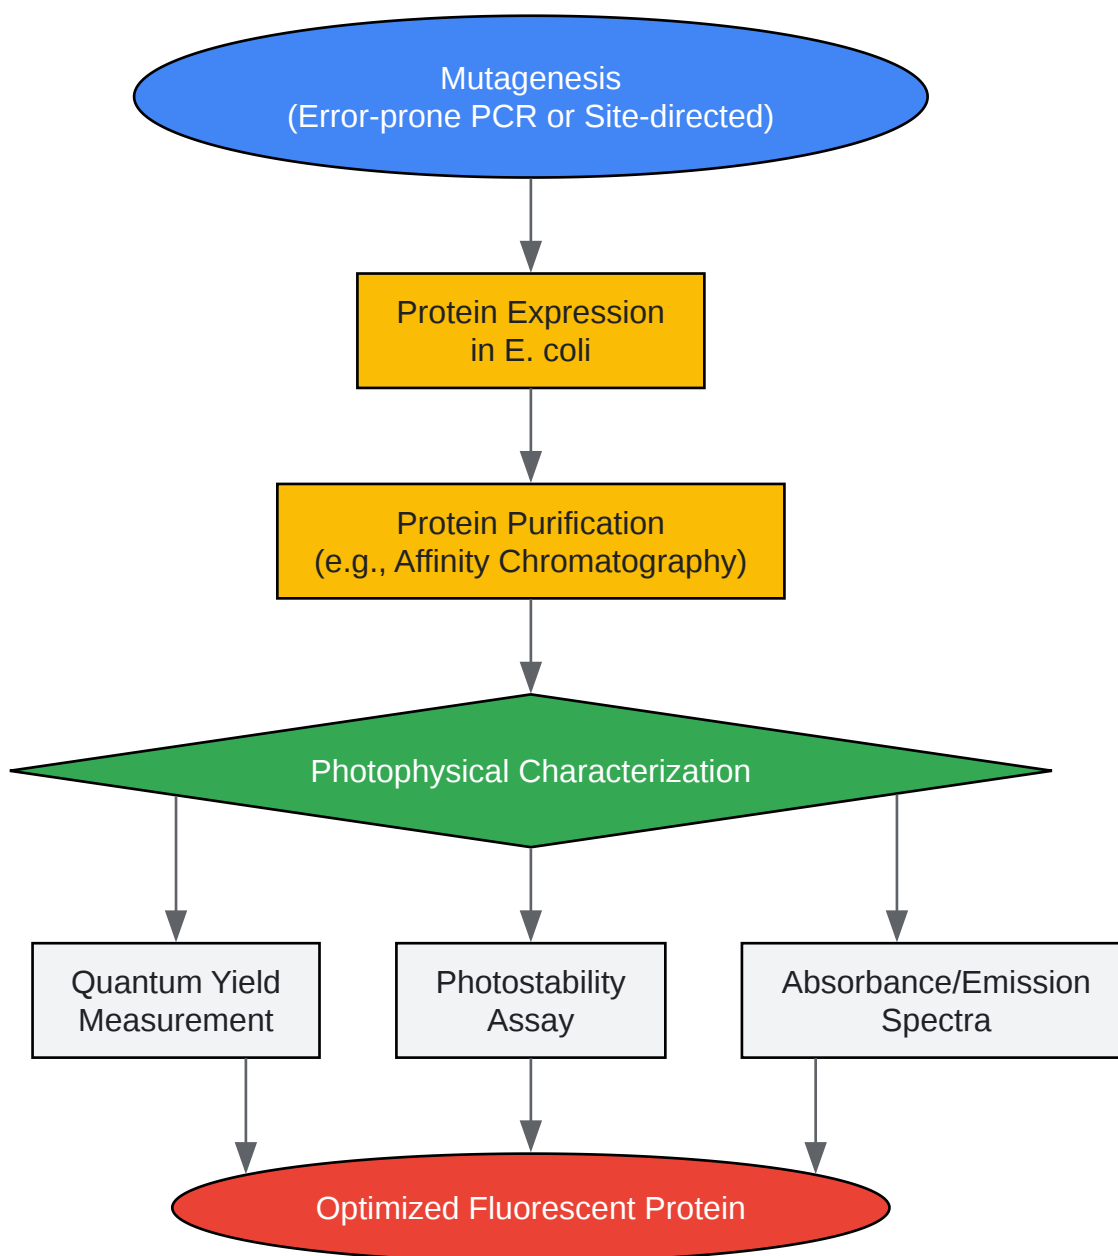 Mutagenesis
(Error-prone PCR or Site-directed)
Protein Expression
in E. coli
Protein Purification
(e.g., Affinity Chromatography)
Photophysical Characterization
Quantum Yield
Measurement
Photostability
Assay
Absorbance/Emission
Spectra
Optimized Fluorescent Protein